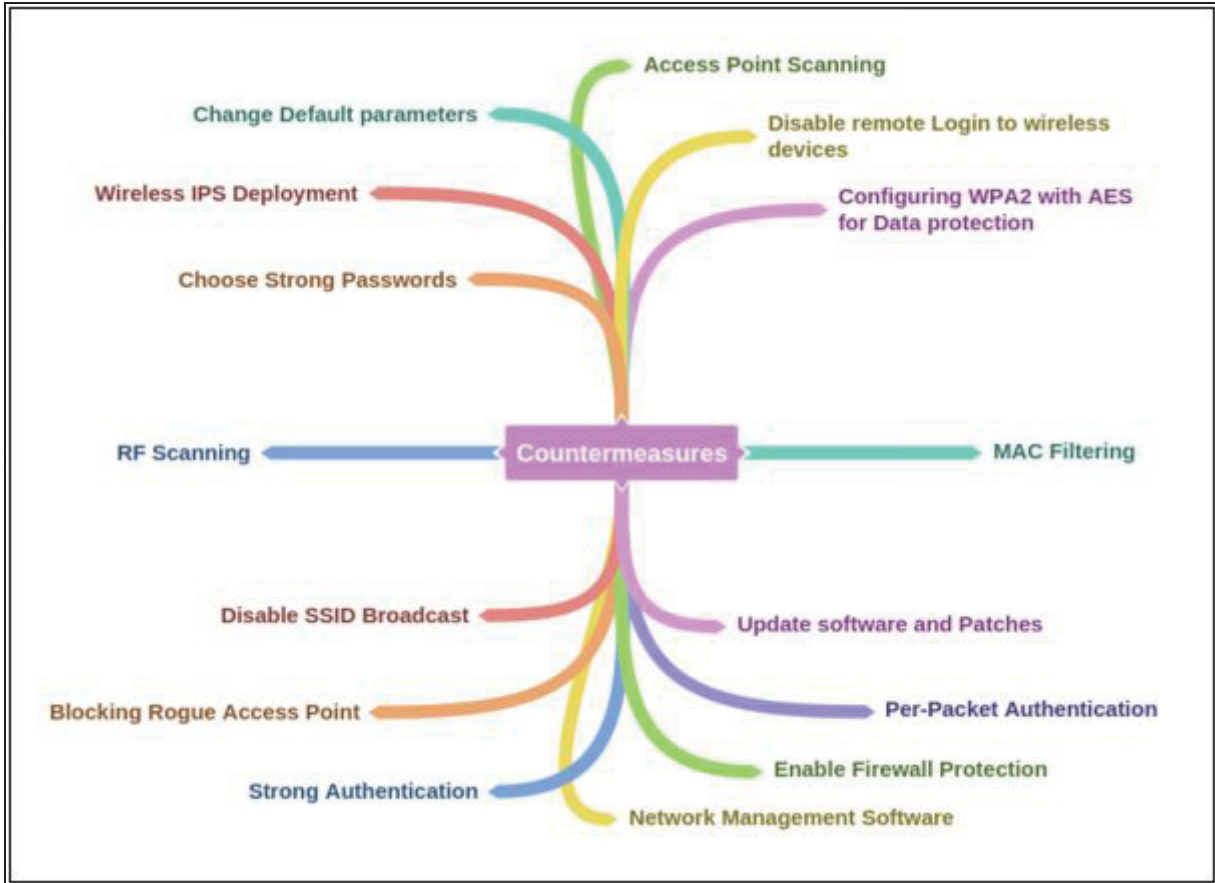 Access Point Scanning
Change Default parameters
Disable remote Login to wireless
devices
Wireless IPS Deployment
Configuring WPA2 with AES
for Data protection
Choose Strong Passwords
RF Scanning
Countermeasures
MAC Filtering
Disable SSID Broadcast
Update software and Patches
Blocking Rogue Access Point
Per-Packet Authentication
Enable Firewall Protection
Strong Authentication
Network Management Software